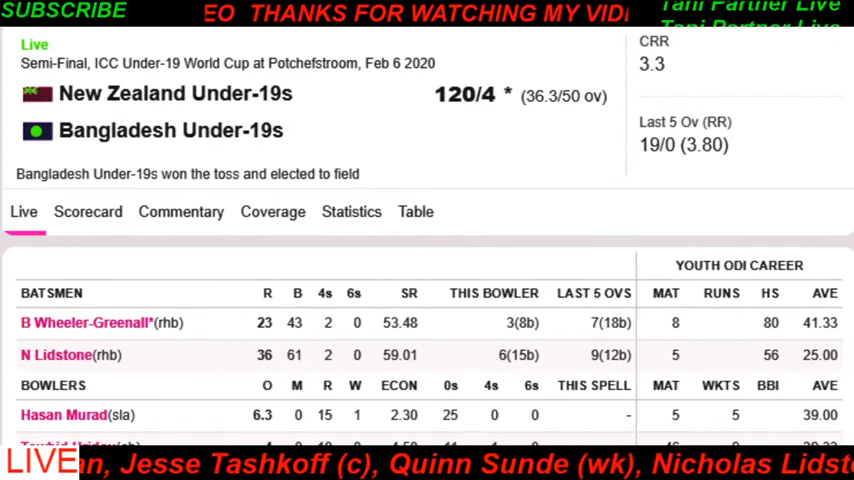 SUBSCRIBE
EO THANKS FOR WATCHING MY VID
Tani Partner Live
Tani Partner Live
Live
Semi-Final, ICC Under-19 World Cup at Potchefstroom, Feb 6 2020
New Zealand Under-19s 120/4 * (36.3/50 ov)
Bangladesh Under-19s
Bangladesh Under-19s won the toss and elected to field
CRR
3.3
Last 5 Ov (RR)
19/0 (3.80)
Live Scorecard Commentary Coverage Statistics Table
YOUTH ODI CAREER
BATSMEN R B 4s 6s SR THIS BOWLER LAST 5 OVS MAT RUNS HS AVE
B Wheeler-Greenall*(rhb) 23 43 2 0 53.48 3(8b) 7(18b) 8 80 41.33
N Lidstone(rhb) 36 61 2 0 59.01 6(15b) 9(12b) 5 56 25.00
BOWLERS O M R W ECON 0s 4s 6s THIS SPELL MAT WKTS BBI AVE
Hasan Murad(sla) 6.3 0 15 1 2.30 25 0 0 - 5 5 39.00
LIVE n, Jesse Tashkoff (c), Quinn Sunde (wk), Nicholas Lidst